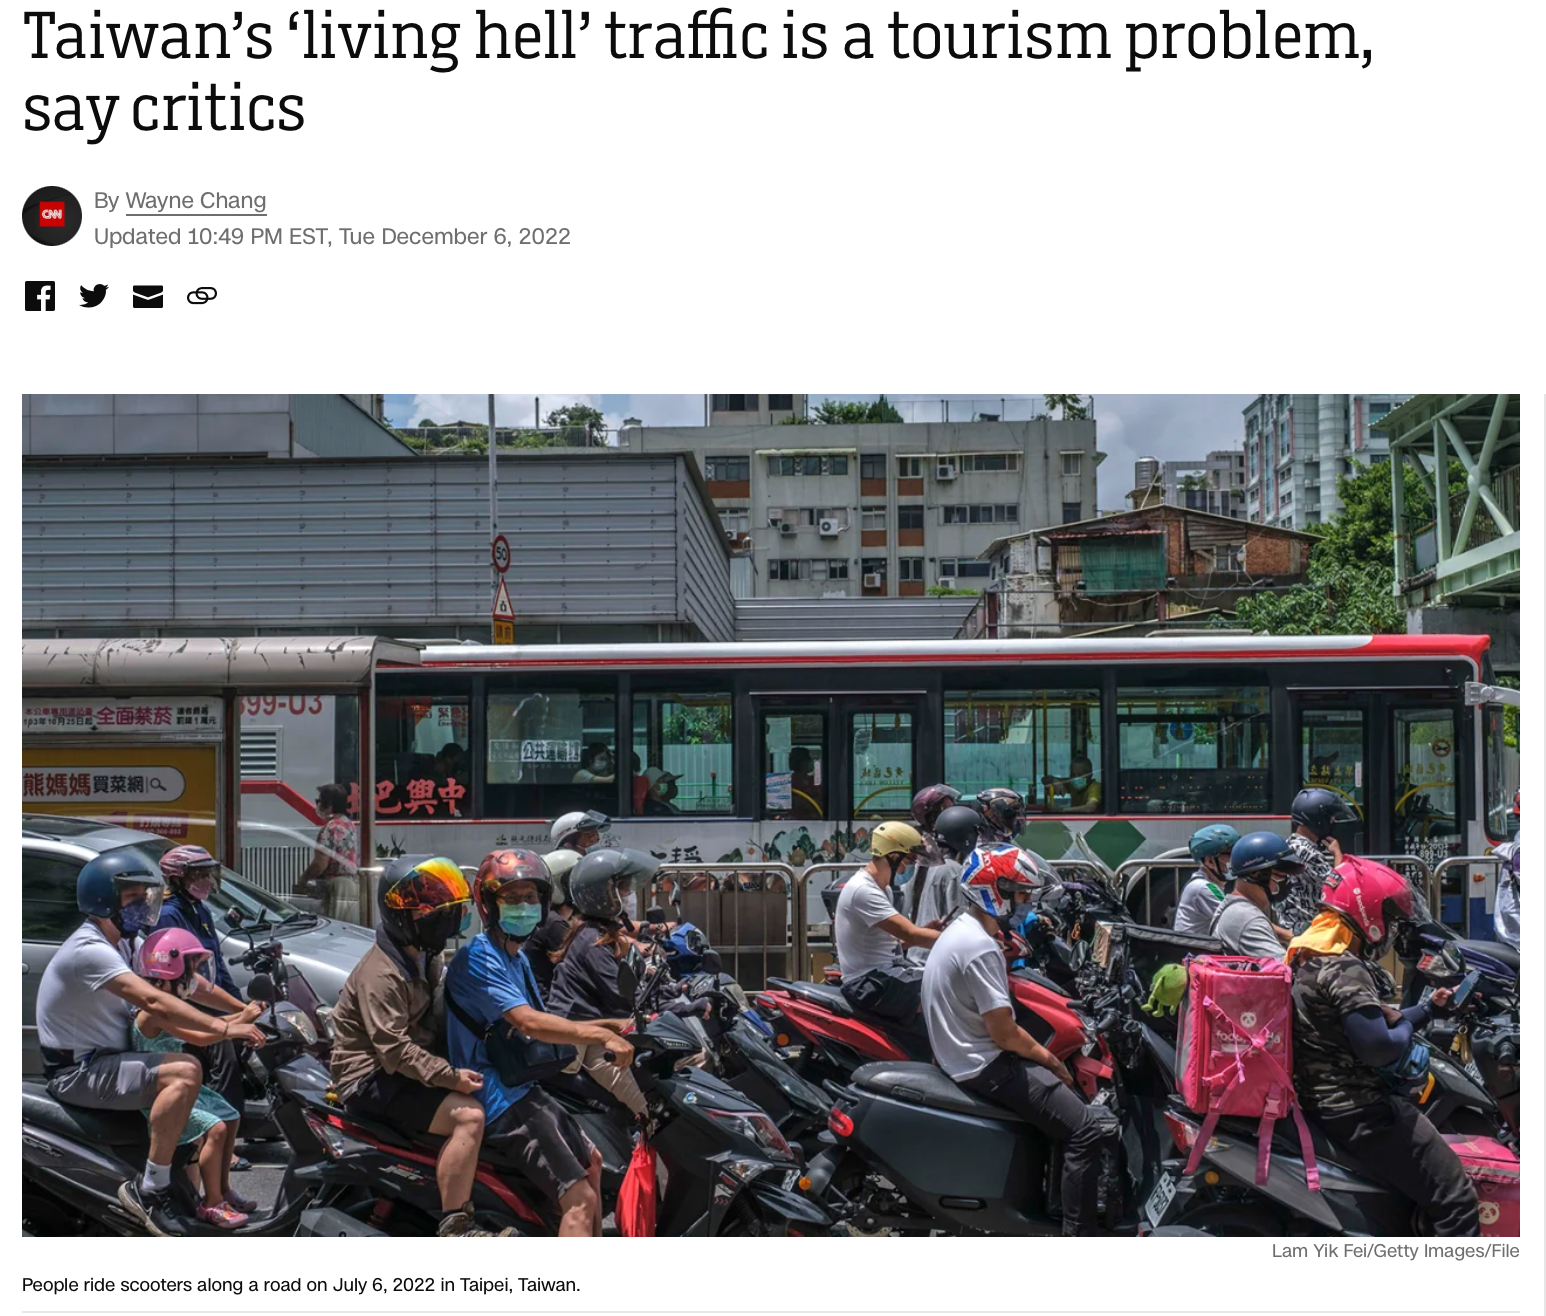 Taiwan’s ‘living hell’ traffic is a tourism problem,
say critics
CNN
By Wayne Chang
Updated 10:49 PM EST, Tue December 6, 2022
50
399-03
全面禁菸
熊媽媽買菜網
公共運輸
巴興中
Lam Yik Fei/Getty Images/File
People ride scooters along a road on July 6, 2022 in Taipei, Taiwan.